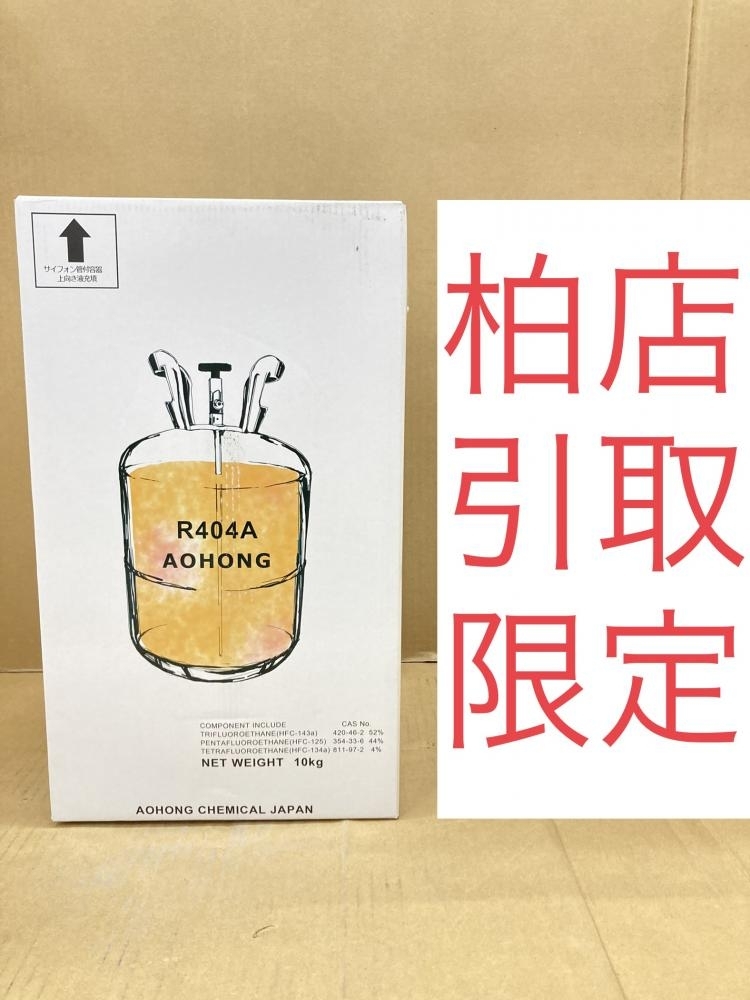 サイフォン管付容器
上向き液充填
R404A
AOHONG
COMPONENT INCLUDE CAS No.
TRIFLUOROETHANE(HFC-143a) 420-46-2 52%
PENTAFLUOROETHANE(HFC-125) 354-33-6 44%
TETRAFLUOROETHANE(HFC-134a) 811-97-2 4%
NET WEIGHT 10kg
AOHONG CHEMICAL JAPAN
柏店
引取
限定